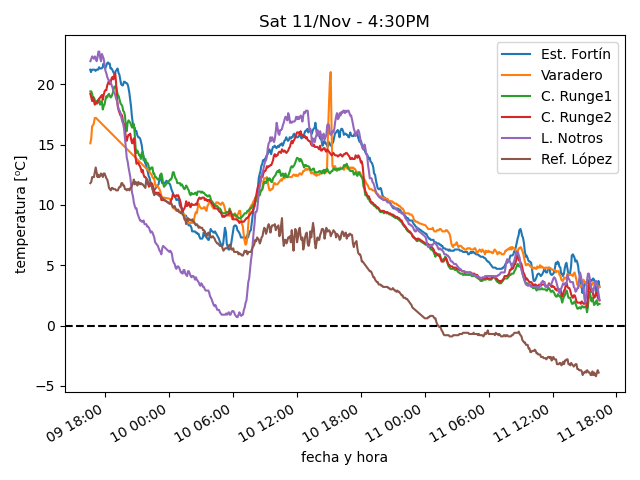 Sat 11/Nov - 4:30PM
temperatura [ºC]
20
15
10
5
0
−5
Est. Fortín
Varadero
C. Runge1
C. Runge2
L. Notros
Ref. López
09 18:00
10 00:00
10 06:00
10 12:00
10 18:00
11 00:00
11 06:00
11 12:00
11 18:00
fecha y hora